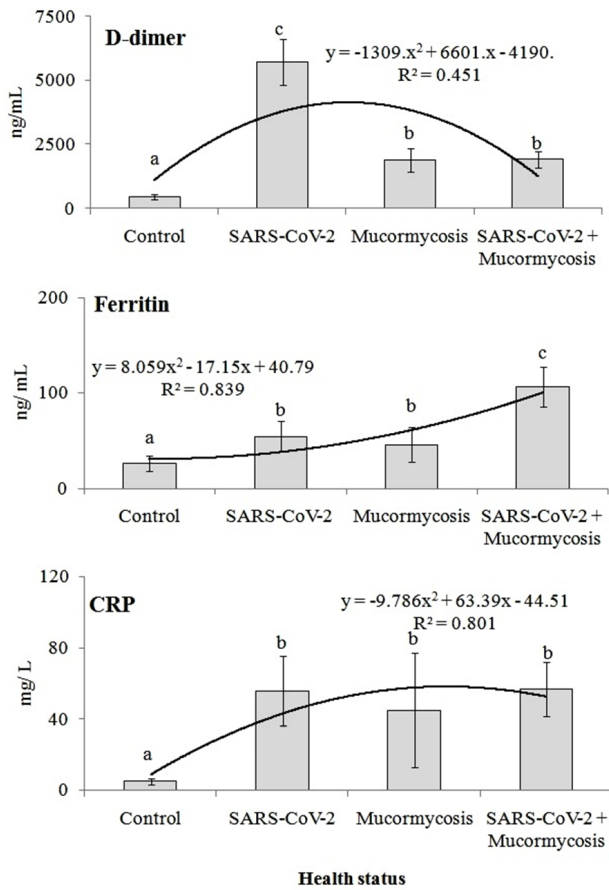 7500
D-dimer
c
y = -1309.x² + 6601.x - 4190.
R² = 0.451
5000
ng/mL
2500
a
b
b
0
Control SARS-CoV-2 Mucormycosis SARS-CoV-2 + Mucormycosis
200
Ferritin
y = 8.059x² - 17.15x + 40.79
R² = 0.839
c
ng/ mL
100
a
b
b
0
Control SARS-CoV-2 Mucormycosis SARS-CoV-2 + Mucormycosis
120
CRP
y = -9.786x² + 63.39x - 44.51
R² = 0.801
80
b
b
b
mg/ L
40
a
0
Control SARS-CoV-2 Mucormycosis SARS-CoV-2 + Mucormycosis
Health status